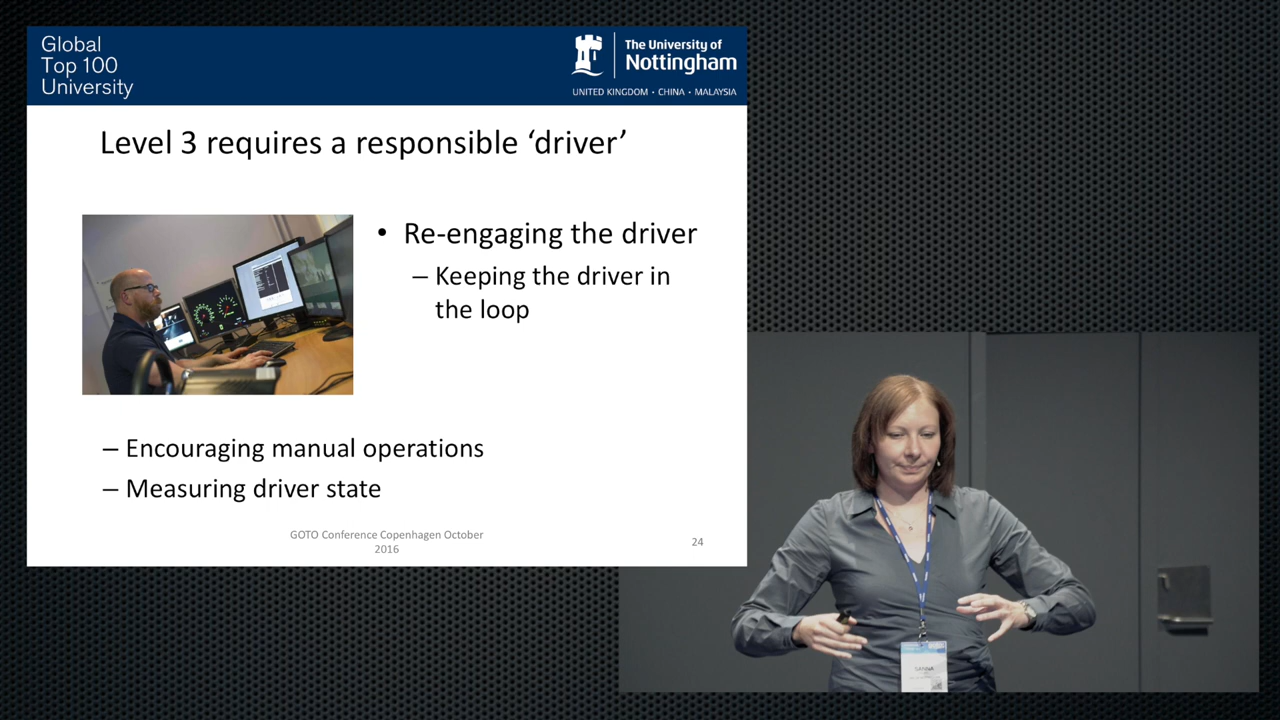 Global
Top 100
University
The University of
Nottingham
UNITED KINGDOM • CHINA • MALAYSIA
Level 3 requires a responsible ‘driver’
• Re-engaging the driver
– Keeping the driver in
the loop
– Encouraging manual operations
– Measuring driver state
GOTO Conference Copenhagen October
2016
24
SANNA